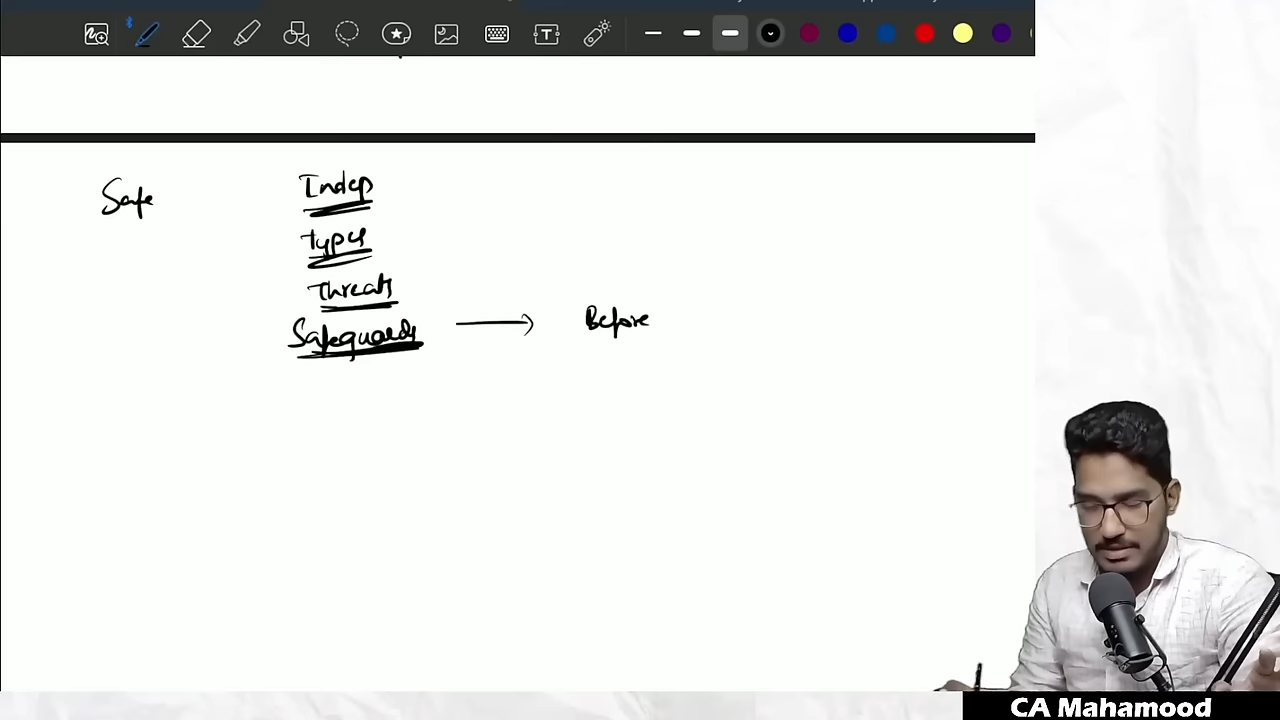 Safe
Indep
Types
Threats
Safeguards → Before
CA Mahamood